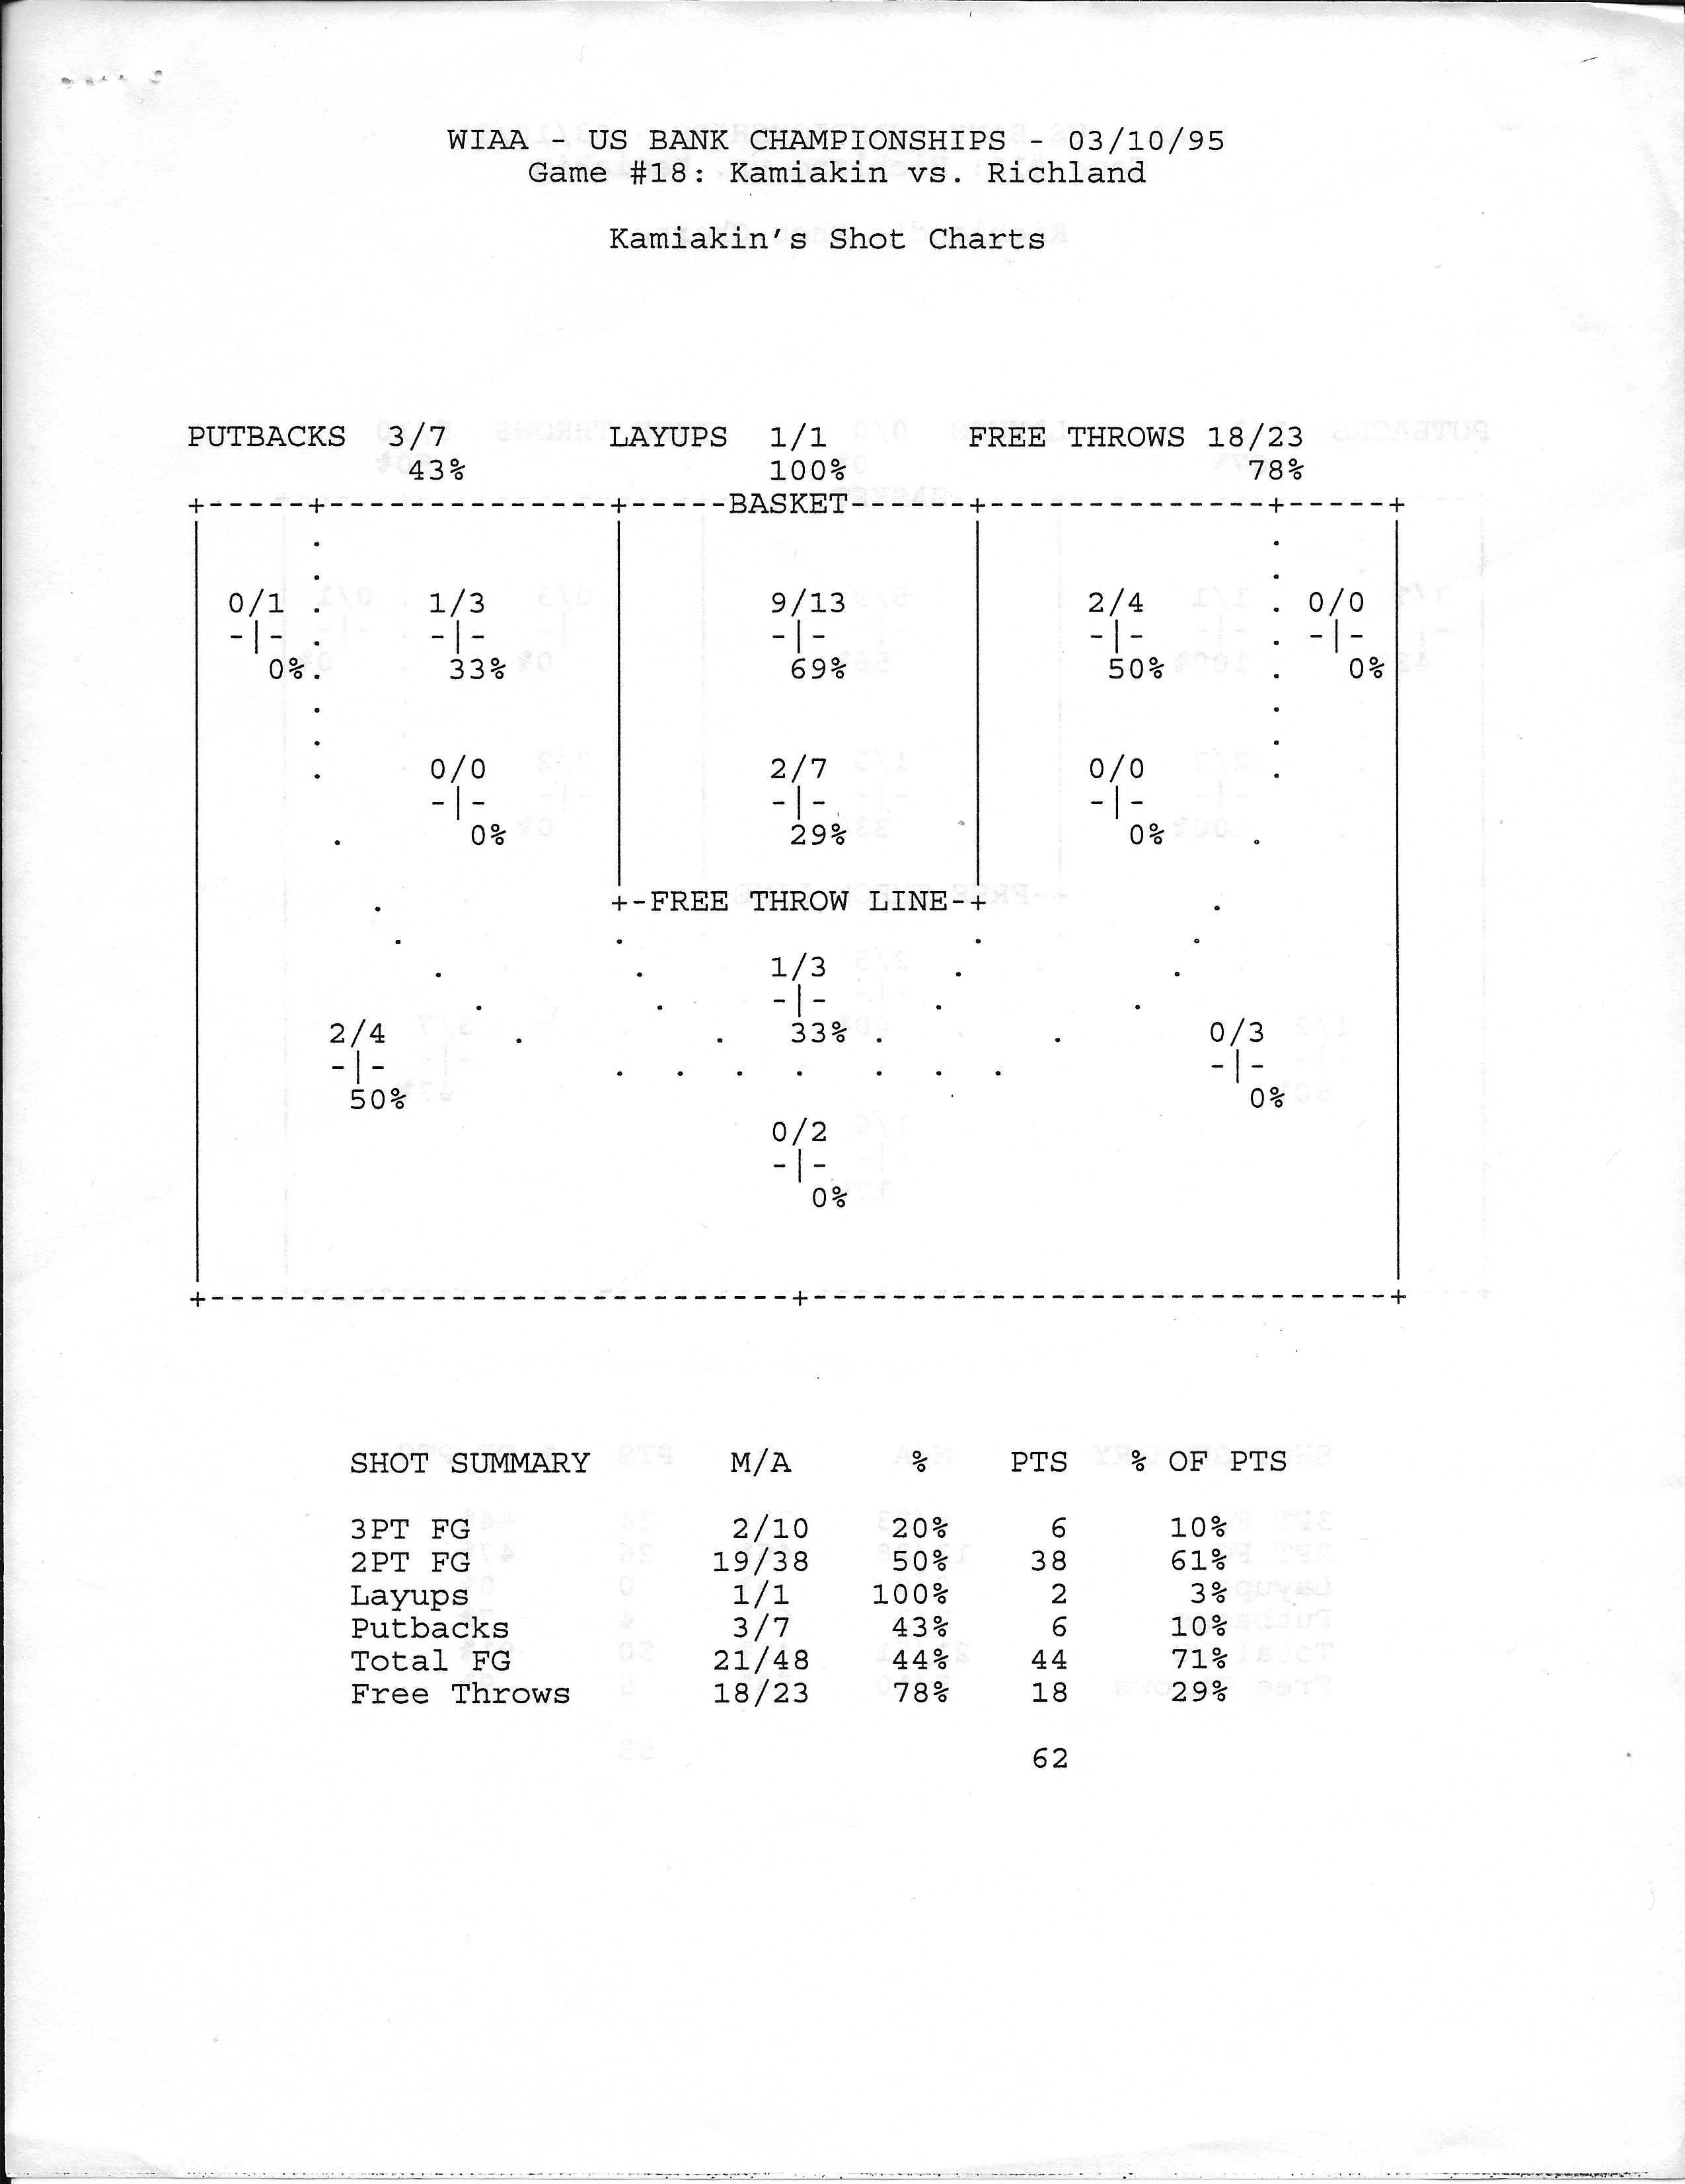 WIAA - US BANK CHAMPIONSHIPS - 03/10/95
Game #18: Kamiakin vs. Richland
Kamiakin's Shot Charts
PUTBACKS 3/7 LAYUPS 1/1 FREE THROWS 18/23
43% 100% 78%
+-----+--------------+-----BASKET------+--------------+-----+
0/1 1/3 9/13 2/4 0/0
-|- -|- -|- -|- -|-
0% 33% 69% 50% 0%
0/0 2/7 0/0
-|- -|- -|-
0% 29% 0%
+-FREE THROW LINE-+
1/3
-|-
33%
2/4 0/3
-|- -|-
50% 0%
0/2
-|-
0%
+-----------------------------+-----------------------------+
SHOT SUMMARY M/A % PTS % OF PTS
3PT FG 2/10 20% 6 10%
2PT FG 19/38 50% 38 61%
Layups 1/1 100% 2 3%
Putbacks 3/7 43% 6 10%
Total FG 21/48 44% 44 71%
Free Throws 18/23 78% 18 29%
62